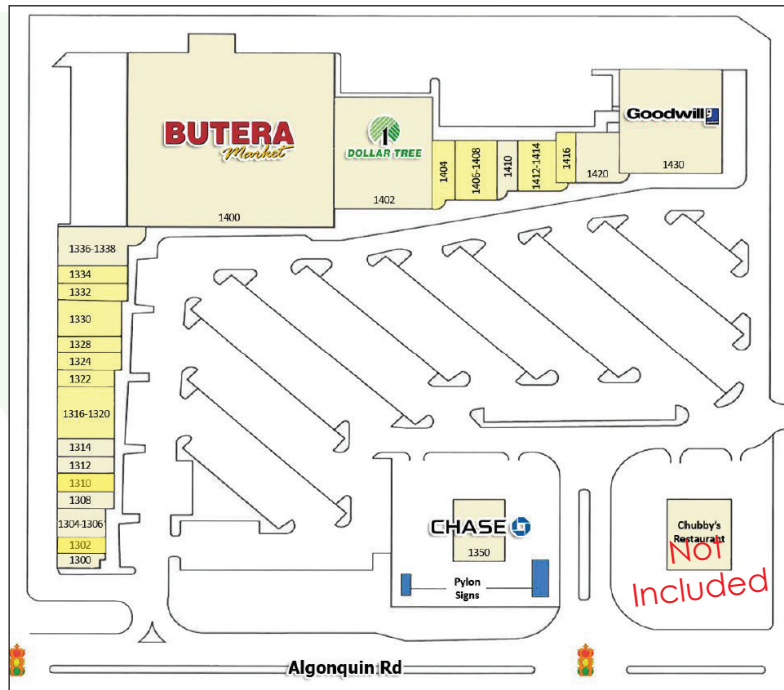 BUTERA
Market
1400
1
DOLLAR TREE
1402
1404
1406-1408
1410
1412-1414
1416
1420
Goodwill
g
1430
1336-1338
1334
1332
1330
1328
1324
1322
1316-1320
1314
1312
1310
1308
1304-1306
1302
1300
CHASE
1350
Pylon
Signs
Chubby's
Restaurant
Not
Included
Algonquin Rd